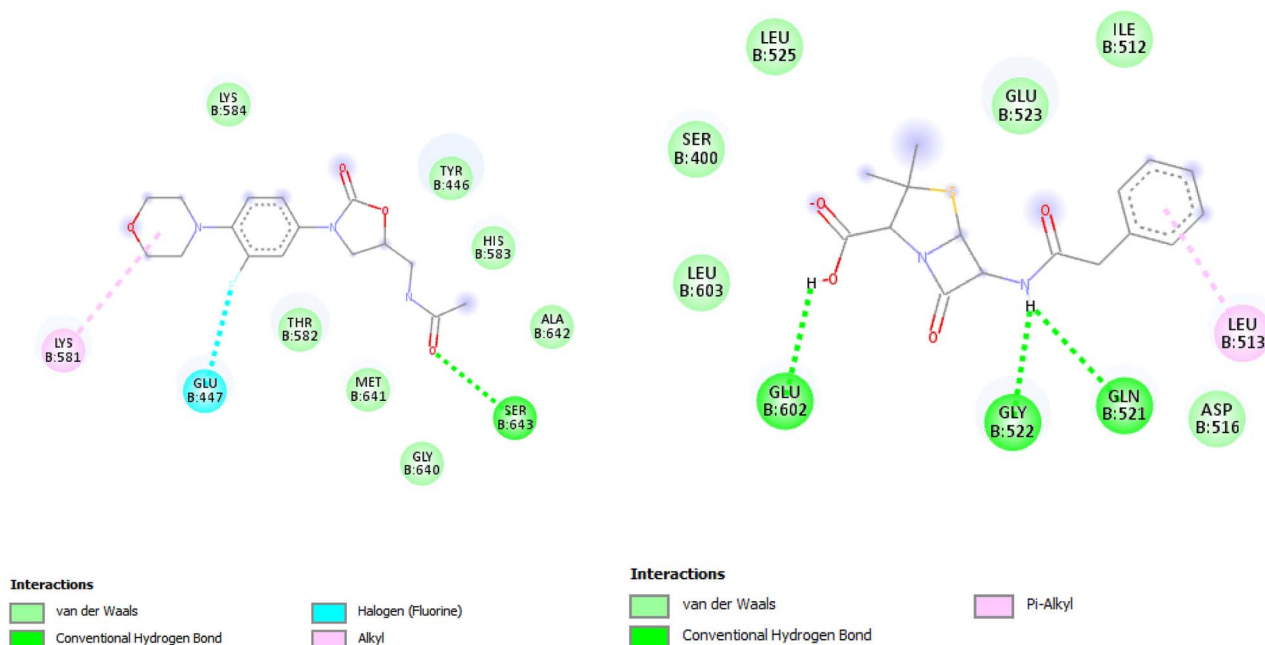 LYS
B:584
O
TYR
B:446
O
O
N
N
O
HIS
B:583
F
N
THR
B:582
ALA
B:642
LYS
B:581
O
GLU
B:447
MET
B:641
SER
B:643
GLY
B:640
Interactions
van der Waals
Conventional Hydrogen Bond
Halogen (Fluorine)
Alkyl
LEU
B:525
ILE
B:512
GLU
B:523
SER
B:400
S
-O
O
N
N
H
H
-O
O
LEU
B:603
LEU
B:513
GLU
B:602
GLY
B:522
GLN
B:521
ASP
B:516
Interactions
van der Waals
Conventional Hydrogen Bond
Pi-Alkyl